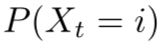 P(X_t = i)